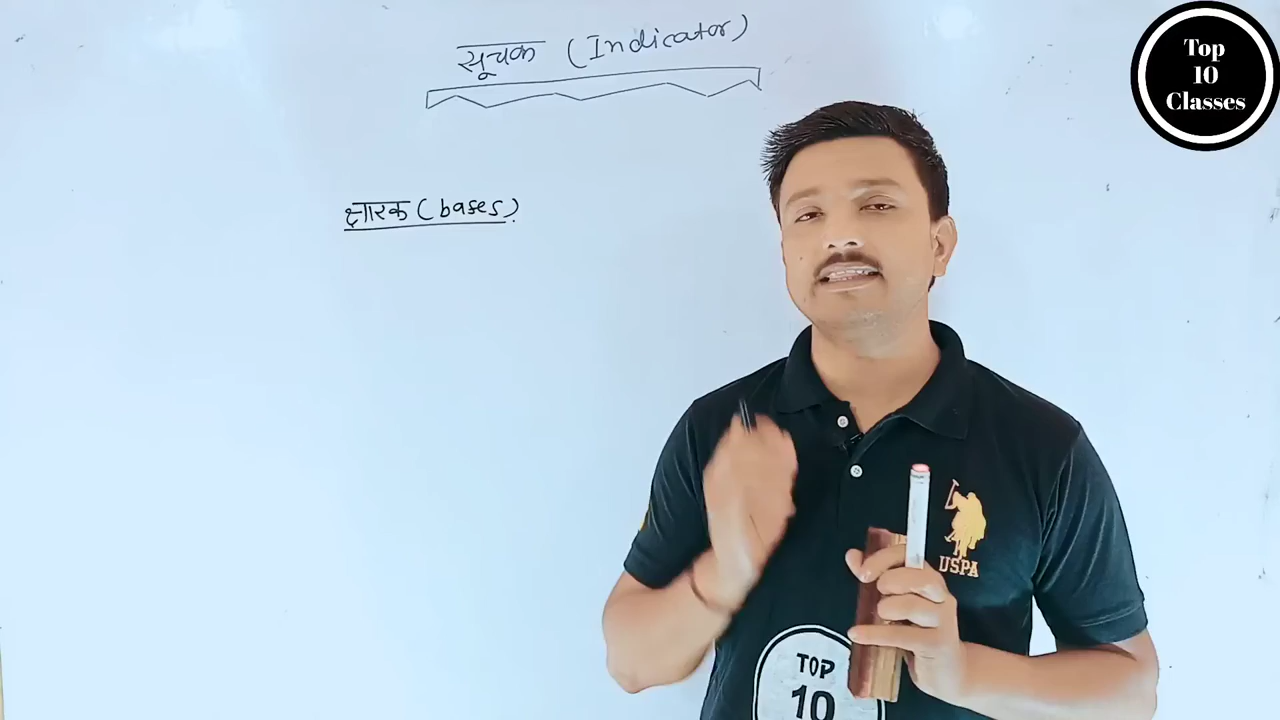 सूचक (Indicator)
क्षारक (bases)
Top
10
Classes
USPA
TOP
10